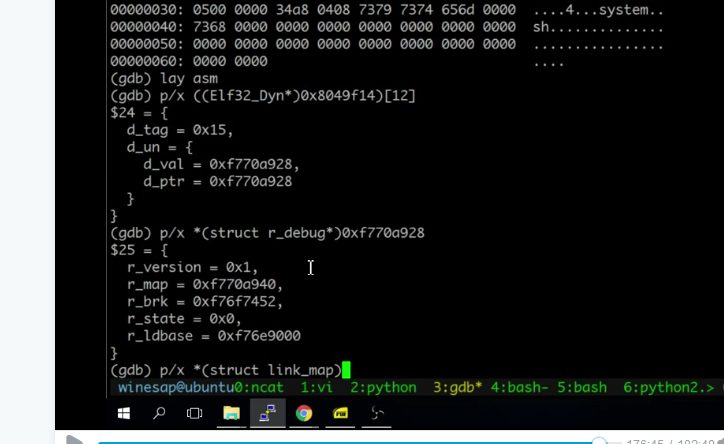 00000030: 0500 0000 34a8 0408 7379 7374 656d 0000  ....4...system..
00000040: 7368 0000 0000 0000 0000 0000 0000 0000  sh..............
00000050: 0000 0000 0000 0000 0000 0000 0000 0000  ................
00000060: 0000 0000                                ....
(gdb) lay asm
(gdb) p/x ((Elf32_Dyn*)0x8049f14)[12]
$24 = {
  d_tag = 0x15,
  d_un = {
    d_val = 0xf770a928,
    d_ptr = 0xf770a928
  }
}
(gdb) p/x *(struct r_debug*)0xf770a928
$25 = {
  r_version = 0x1,
  r_map = 0xf770a940,
  r_brk = 0xf76f7452,
  r_state = 0x0,
  r_ldbase = 0xf76e9000
}
(gdb) p/x *(struct link_map)
winesap@ubuntu0:ncat  1:vi  2:python  3:gdb* 4:bash- 5:bash  6:python2.>
176:45 / 182:49